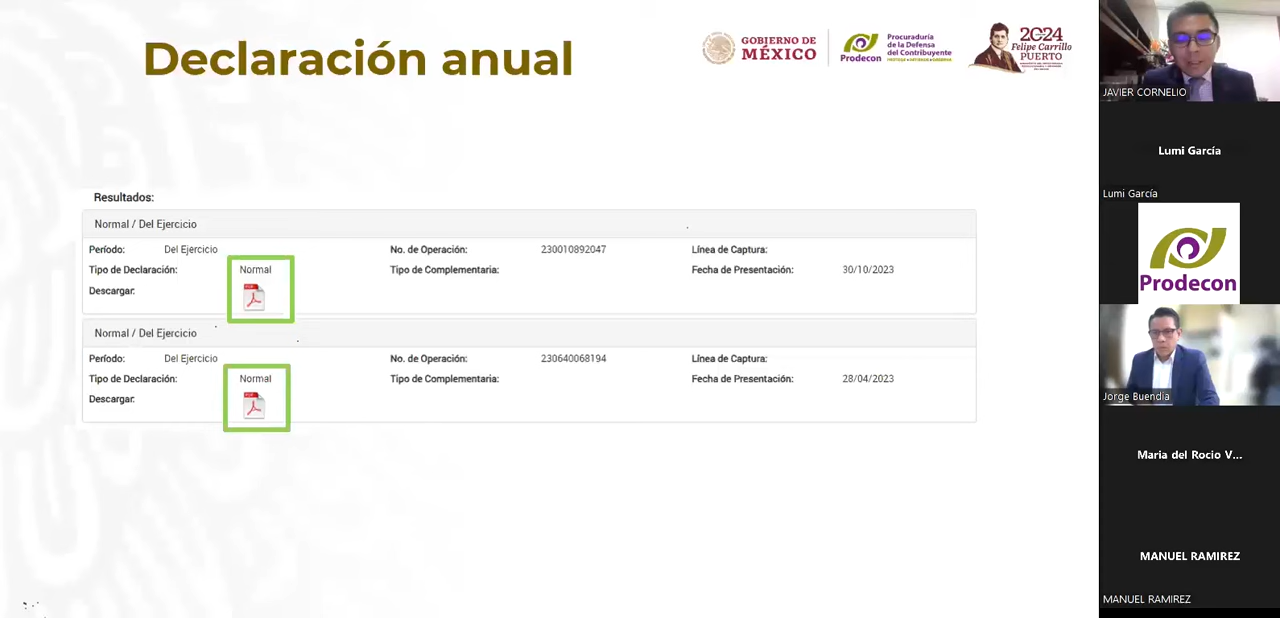 Declaración anual
GOBIERNO DE
MÉXICO
Prodecon
Procuraduría
de la Defensa
del Contribuyente
2024
Felipe Carrillo
PUERTO
Resultados:
Normal / Del Ejercicio
Período: Del Ejercicio No. de Operación: 230010892047 Línea de Captura:
Tipo de Declaración: Normal Tipo de Complementaria: Fecha de Presentación: 30/10/2023
Descargar:
PDF
Normal / Del Ejercicio
Período: Del Ejercicio No. de Operación: 230640068194 Línea de Captura:
Tipo de Declaración: Normal Tipo de Complementaria: Fecha de Presentación: 28/04/2023
Descargar:
PDF
JAVIER CORNELIO
Lumi García
Lumi García
Prodecon
Jorge Buendia
Maria del Rocio V...
MANUEL RAMIREZ
MANUEL RAMIREZ